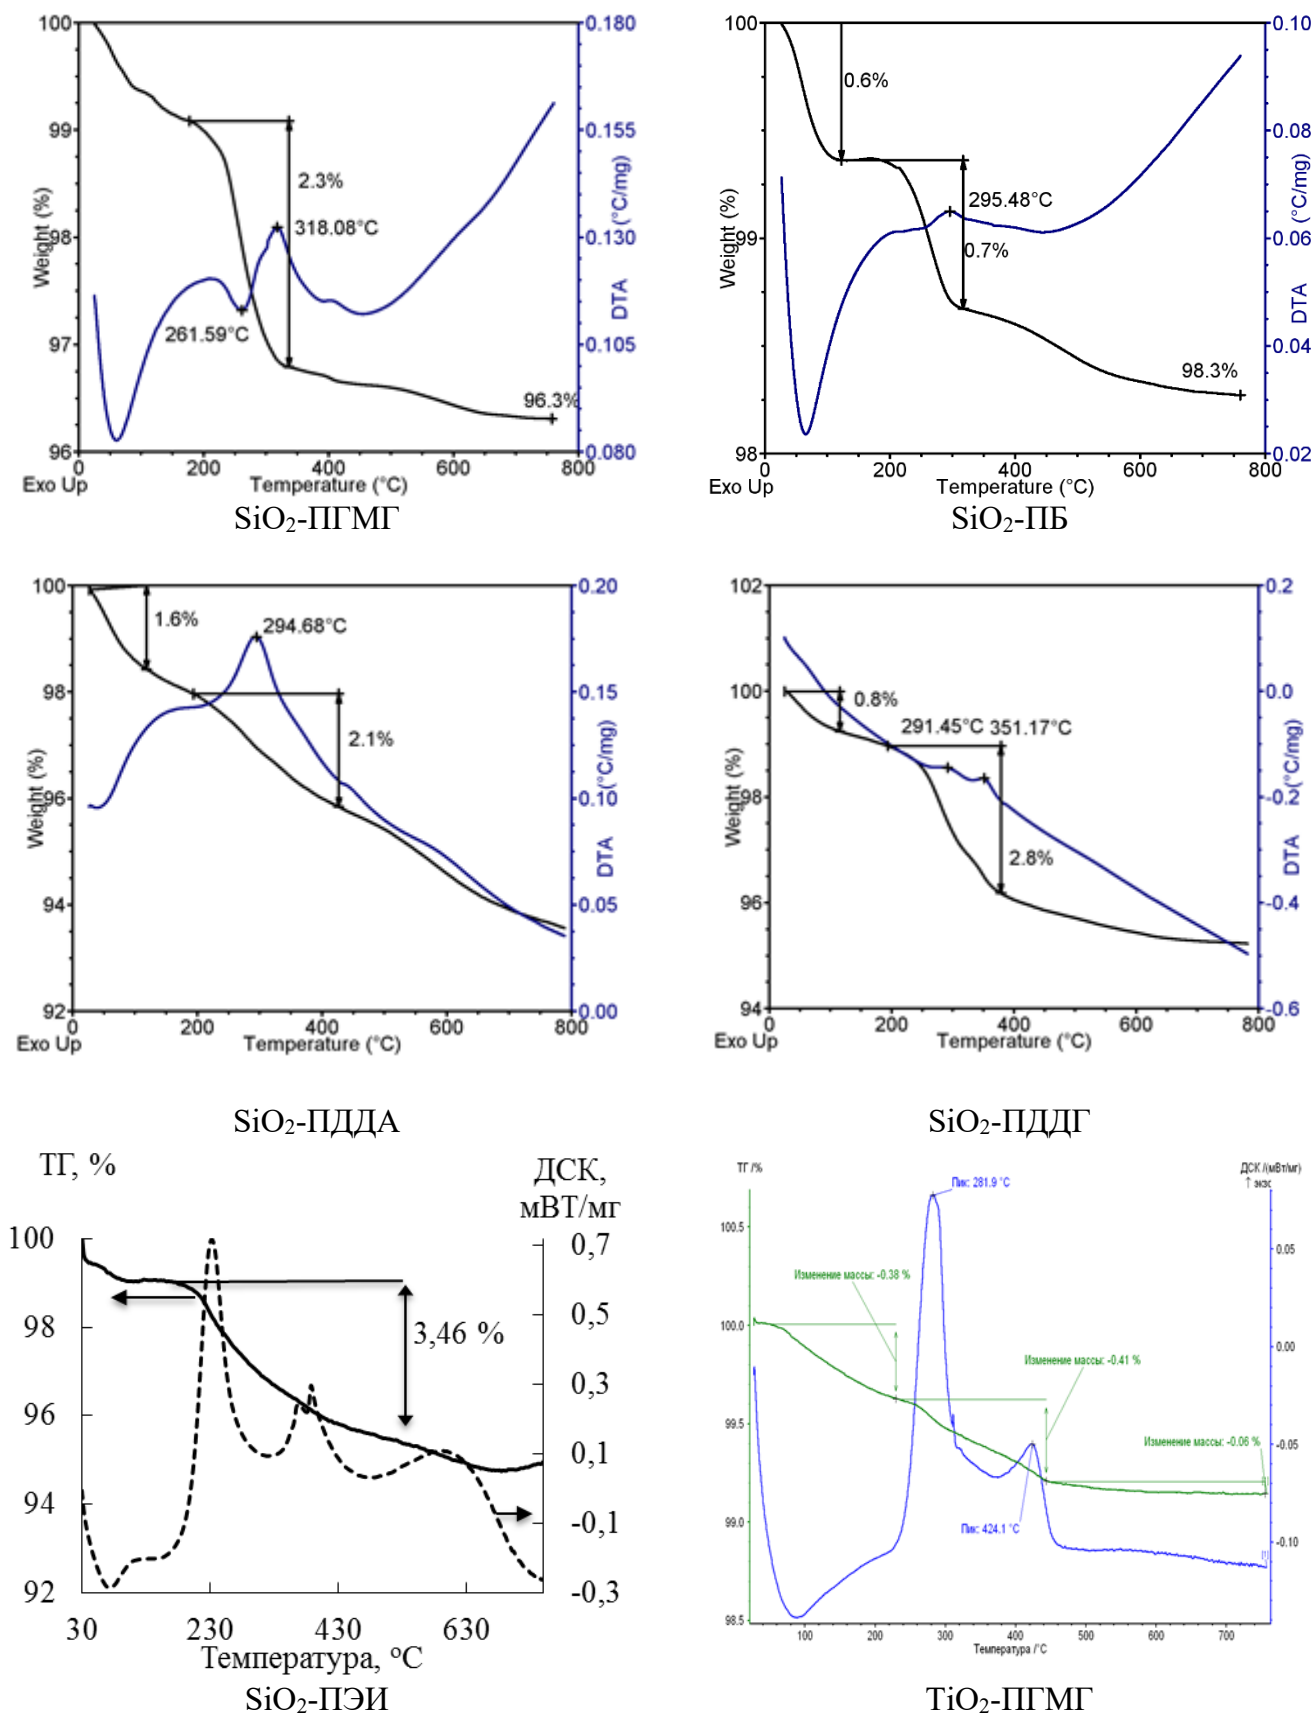 100
99
98
97
96
Weight (%)
0.180
0.155
0.130
0.105
0.080
DTA (°C/mg)
2.3%
318.08°C
261.59°C
96.3%
0 200 400 600 800
Exo Up Temperature (°C)
SiO₂-ПГМГ
100
99
98
Weight (%)
0.10
0.08
0.06
0.04
0.02
DTA (°C/mg)
0.6%
295.48°C
0.7%
98.3%
0 200 400 600 800
Exo Up Temperature (°C)
SiO₂-ПБ
100
98
96
94
92
Weight (%)
0.20
0.15
0.10
0.05
0.00
DTA (°C/mg)
1.6%
294.68°C
2.1%
0 200 400 600 800
Exo Up Temperature (°C)
SiO₂-ПДДА
102
100
98
96
94
Weight (%)
0.2
0.0
-0.2
-0.4
-0.6
DTA (°C/mg)
0.8%
291.45°C 351.17°C
2.8%
0 200 400 600 800
Exo Up Temperature (°C)
SiO₂-ПДДГ
ТГ, %
ДСК,
мВТ/мг
100
98
96
94
92
0,7
0,5
0,3
0,1
-0,1
-0,3
3,46 %
30 230 430 630
Температура, °С
SiO₂-ПЭИ
ТГ /%
ДСК /(мВт/мг)
↑ экзо
100.5
100.0
99.5
99.0
98.5
0.05
0.00
-0.05
-0.10
Пик: 281.9 °C
Изменение массы: -0.38 %
Изменение массы: -0.41 %
Изменение массы: -0.06 %
Пик: 424.1 °C
[1]
[1]
100 200 300 400 500 600 700
Температура /°C
TiO₂-ПГМГ